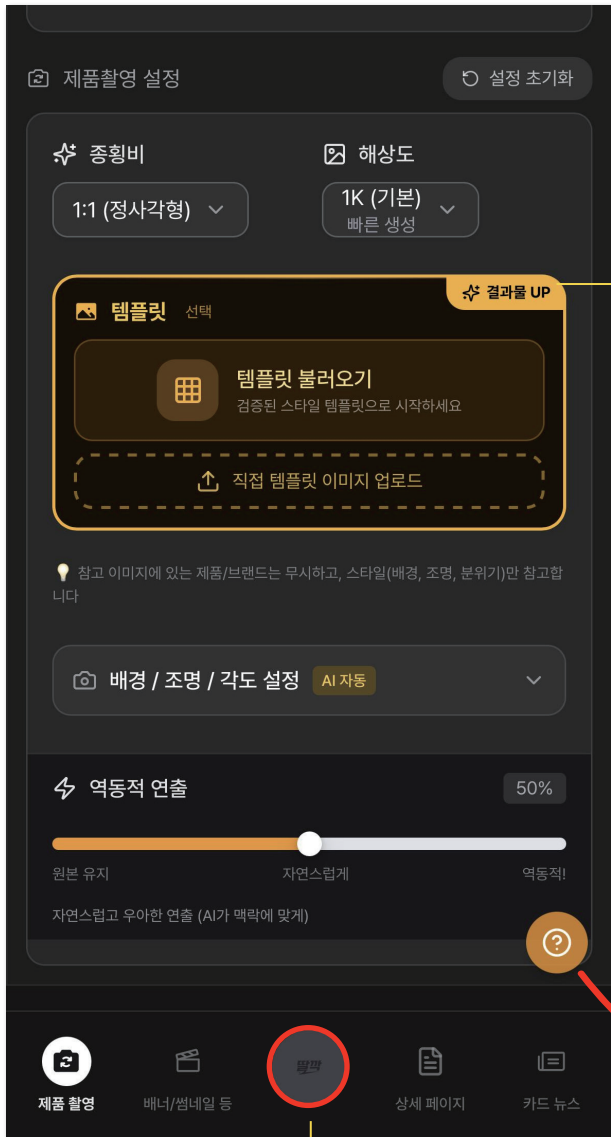 제품촬영 설정
설정 초기화
종횡비
해상도
1:1 (정사각형)
1K (기본)
빠른 생성
결과물 UP
템플릿 선택
템플릿 불러오기
검증된 스타일 템플릿으로 시작하세요
직접 템플릿 이미지 업로드
참고 이미지에 있는 제품/브랜드는 무시하고, 스타일(배경, 조명, 분위기)만 참고합
니다
배경 / 조명 / 각도 설정 AI 자동
역동적 연출
50%
원본 유지
자연스럽게
역동적!
자연스럽고 우아한 연출 (AI가 맥락에 맞게)
제품 촬영
배너/썸네일 등
딸깍
상세 페이지
카드 뉴스